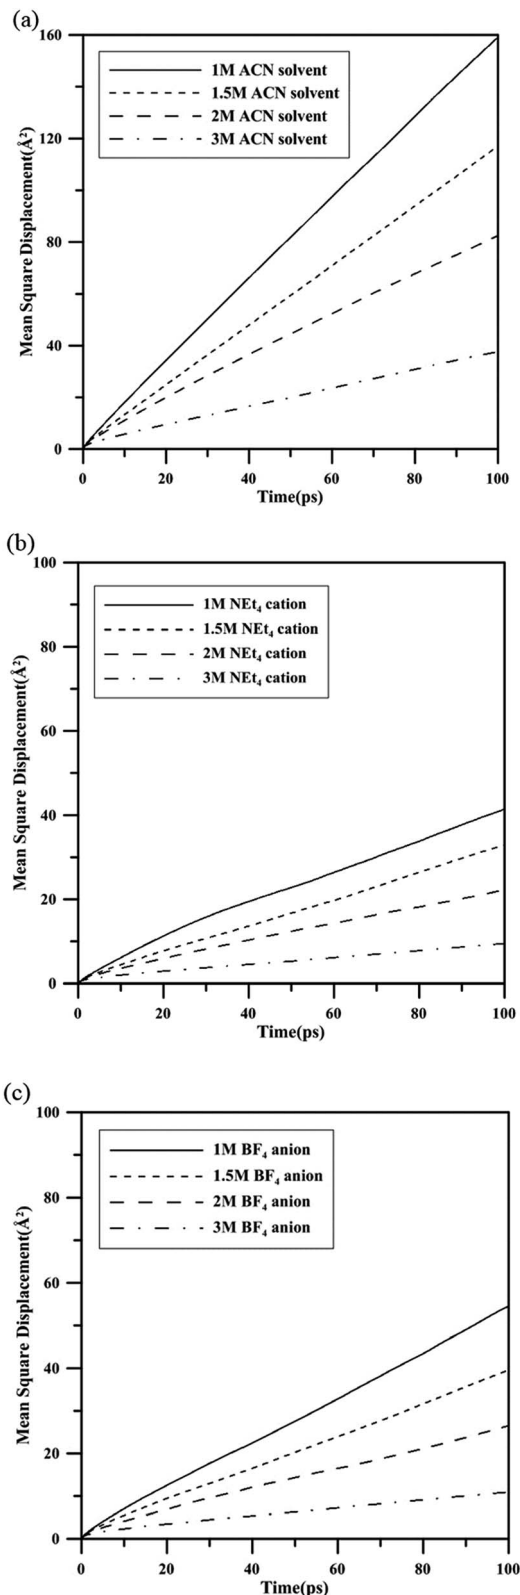 (a)
160
120
80
40
0
Mean Square Displacement(Å²)
1M ACN solvent
1.5M ACN solvent
2M ACN solvent
3M ACN solvent
0 20 40 60 80 100
Time(ps)
(b)
100
80
60
40
20
0
Mean Square Displacement(Å²)
1M NEt₄ cation
1.5M NEt₄ cation
2M NEt₄ cation
3M NEt₄ cation
0 20 40 60 80 100
Time(ps)
(c)
100
80
60
40
20
0
Mean Square Displacement(Å²)
1M BF₄ anion
1.5M BF₄ anion
2M BF₄ anion
3M BF₄ anion
0 20 40 60 80 100
Time(ps)